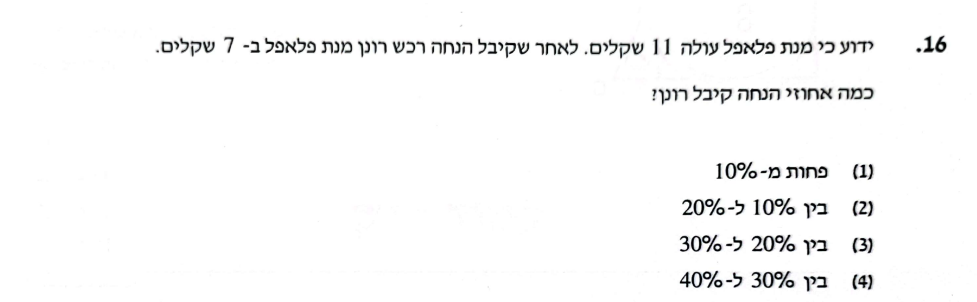 16. ידוע כי מנת פלאפל עולה 11 שקלים. לאחר שקיבל הנחה רכש רונן מנת פלאפל ב- 7 שקלים.
כמה אחוזי הנחה קיבל רונן?
(1) פחות מ-10%
(2) בין 10% ל-20%
(3) בין 20% ל-30%
(4) בין 30% ל-40%